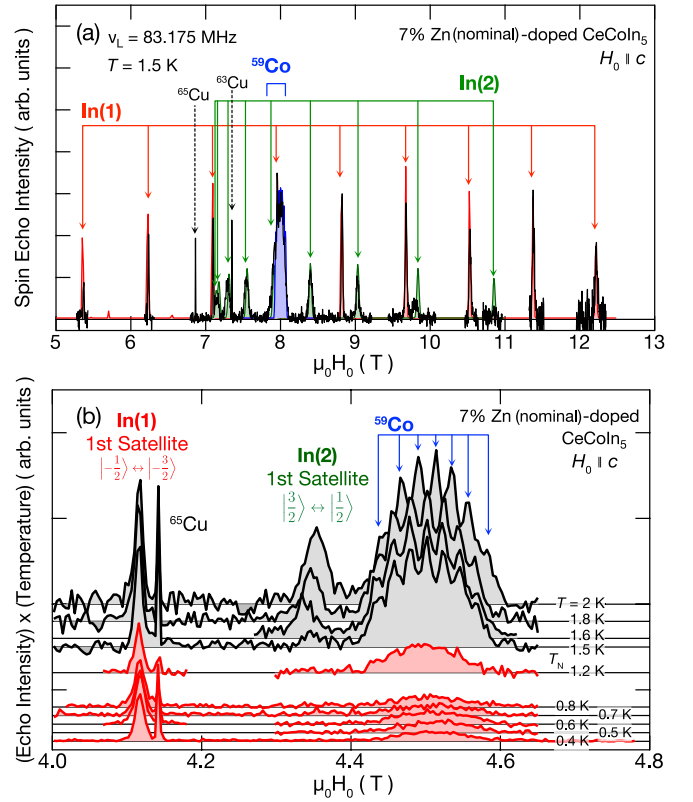 (a)
ν_L = 83.175 MHz
T = 1.5 K
7% Zn(nominal)-doped CeCoIn₅
H₀ ∥ c
⁵⁹Co
⁶⁵Cu
⁶³Cu
In(1)
In(2)
Spin Echo Intensity ( arb. units )
5 6 7 8 9 10 11 12 13
μ₀H₀ ( T )
(b)
In(1)
1st Satellite
|−1/2⟩ ↔ |−3/2⟩
⁶⁵Cu
In(2)
1st Satellite
|3/2⟩ ↔ |1/2⟩
⁵⁹Co
7% Zn (nominal)-doped
CeCoIn₅
H₀ ∥ c
T = 2 K
1.8 K
1.6 K
1.5 K
T_N
1.2 K
0.8 K
0.7 K
0.6 K
0.5 K
0.4 K
(Echo Intensity) x (Temperature) ( arb. units )
4.0 4.2 4.4 4.6 4.8
μ₀H₀ ( T )